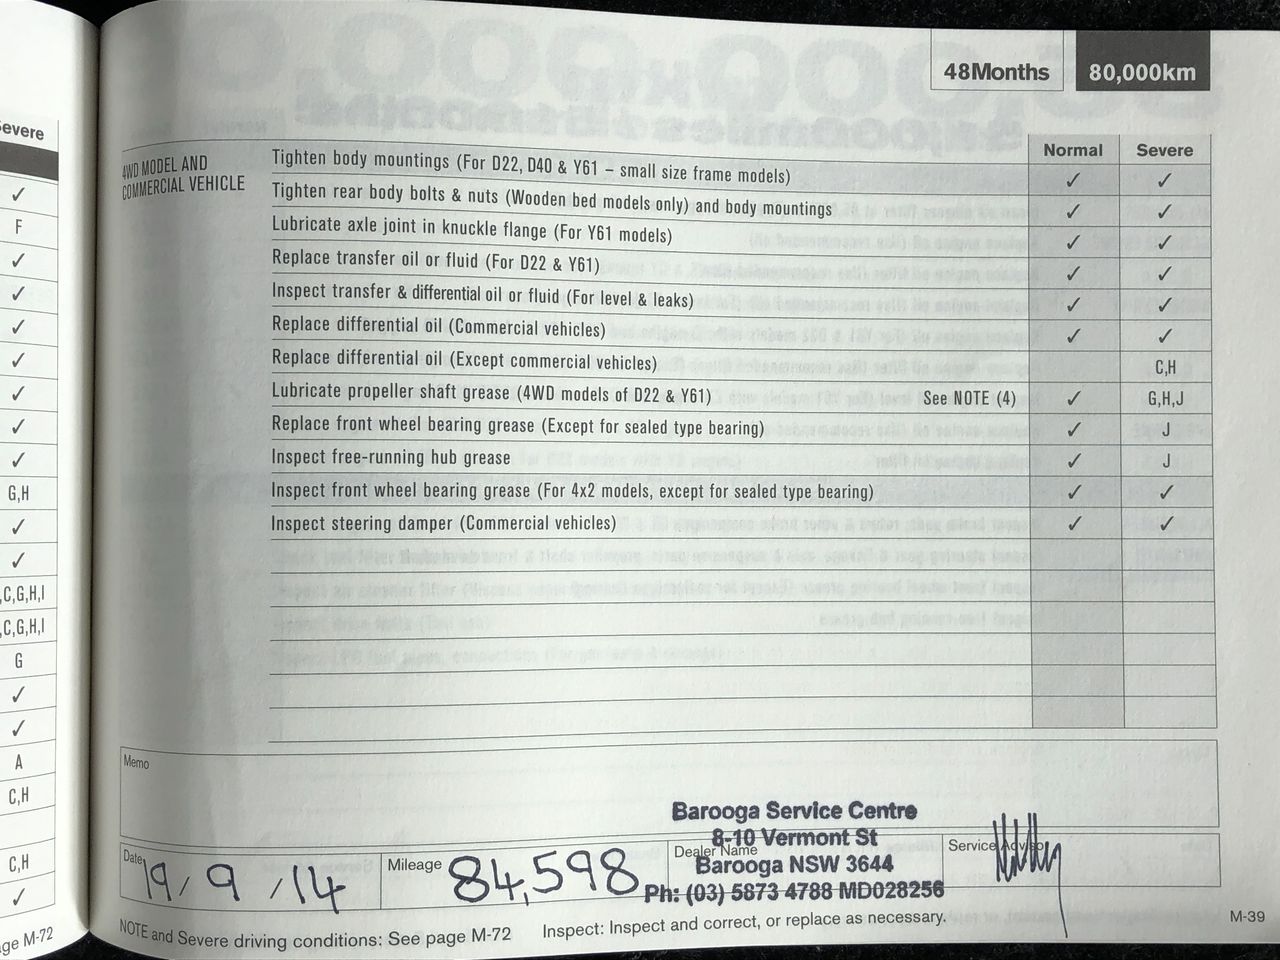 48Months 80,000km
Normal Severe
4WD MODEL AND
COMMERCIAL VEHICLE
Tighten body mountings (For D22, D40 & Y61 – small size frame models) ✓ ✓
Tighten rear body bolts & nuts (Wooden bed models only) and body mountings ✓ ✓
Lubricate axle joint in knuckle flange (For Y61 models) ✓ ✓
Replace transfer oil or fluid (For D22 & Y61) ✓ ✓
Inspect transfer & differential oil or fluid (For level & leaks) ✓ ✓
Replace differential oil (Commercial vehicles) ✓ ✓
Replace differential oil (Except commercial vehicles) C,H
Lubricate propeller shaft grease (4WD models of D22 & Y61) See NOTE (4) ✓ G,H,J
Replace front wheel bearing grease (Except for sealed type bearing) ✓ J
Inspect free-running hub grease ✓ J
Inspect front wheel bearing grease (For 4x2 models, except for sealed type bearing) ✓ ✓
Inspect steering damper (Commercial vehicles) ✓ ✓
Memo
Barooga Service Centre
8-10 Vermont St
Barooga NSW 3644
Ph: (03) 5873 4788 MD028256
Date 19/9/14
Mileage 84,598
Dealer Name
Service Advisor
NOTE and Severe driving conditions: See page M-72 Inspect: Inspect and correct, or replace as necessary.
M-39
Severe
✓
F
✓
✓
✓
✓
✓
✓
✓
G,H
✓
✓
,C,G,H,I
,C,G,H,I
G
✓
✓
A
C,H
C,H
✓
ge M-72